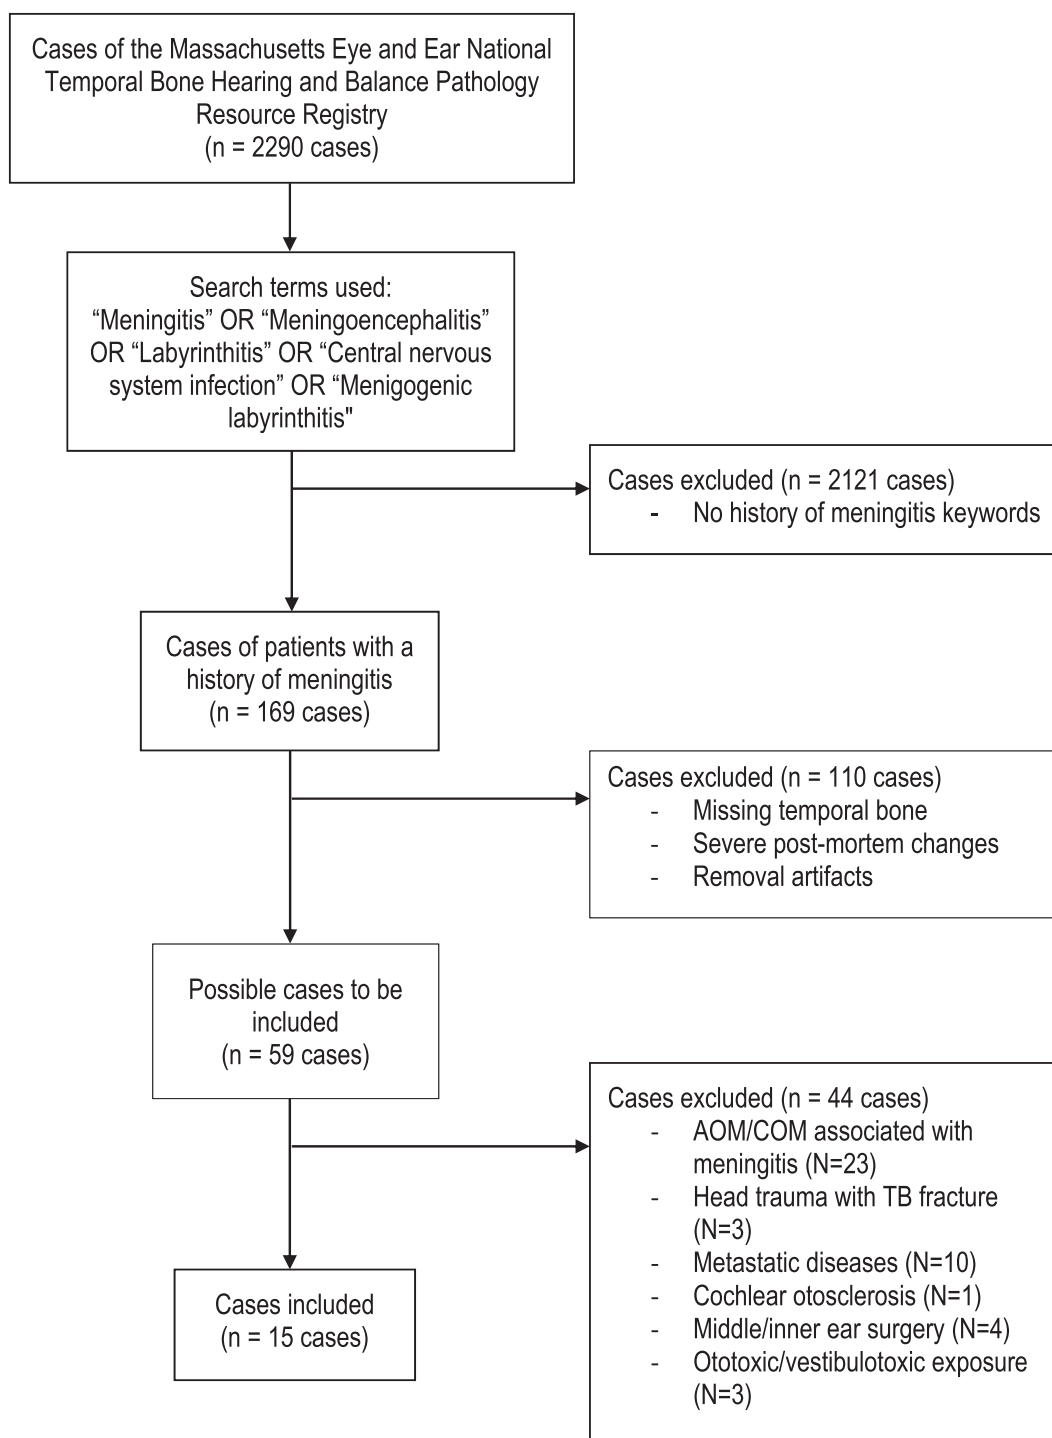 Cases of the Massachusetts Eye and Ear National
Temporal Bone Hearing and Balance Pathology
Resource Registry
(n = 2290 cases)
Search terms used:
“Meningitis” OR “Meningoencephalitis”
OR “Labyrinthitis” OR “Central nervous
system infection” OR “Menigogenic
labyrinthitis"
Cases excluded (n = 2121 cases)
- No history of meningitis keywords
Cases of patients with a
history of meningitis
(n = 169 cases)
Cases excluded (n = 110 cases)
- Missing temporal bone
- Severe post-mortem changes
- Removal artifacts
Possible cases to be
included
(n = 59 cases)
Cases excluded (n = 44 cases)
- AOM/COM associated with
meningitis (N=23)
- Head trauma with TB fracture
(N=3)
- Metastatic diseases (N=10)
- Cochlear otosclerosis (N=1)
- Middle/inner ear surgery (N=4)
- Ototoxic/vestibulotoxic exposure
(N=3)
Cases included
(n = 15 cases)